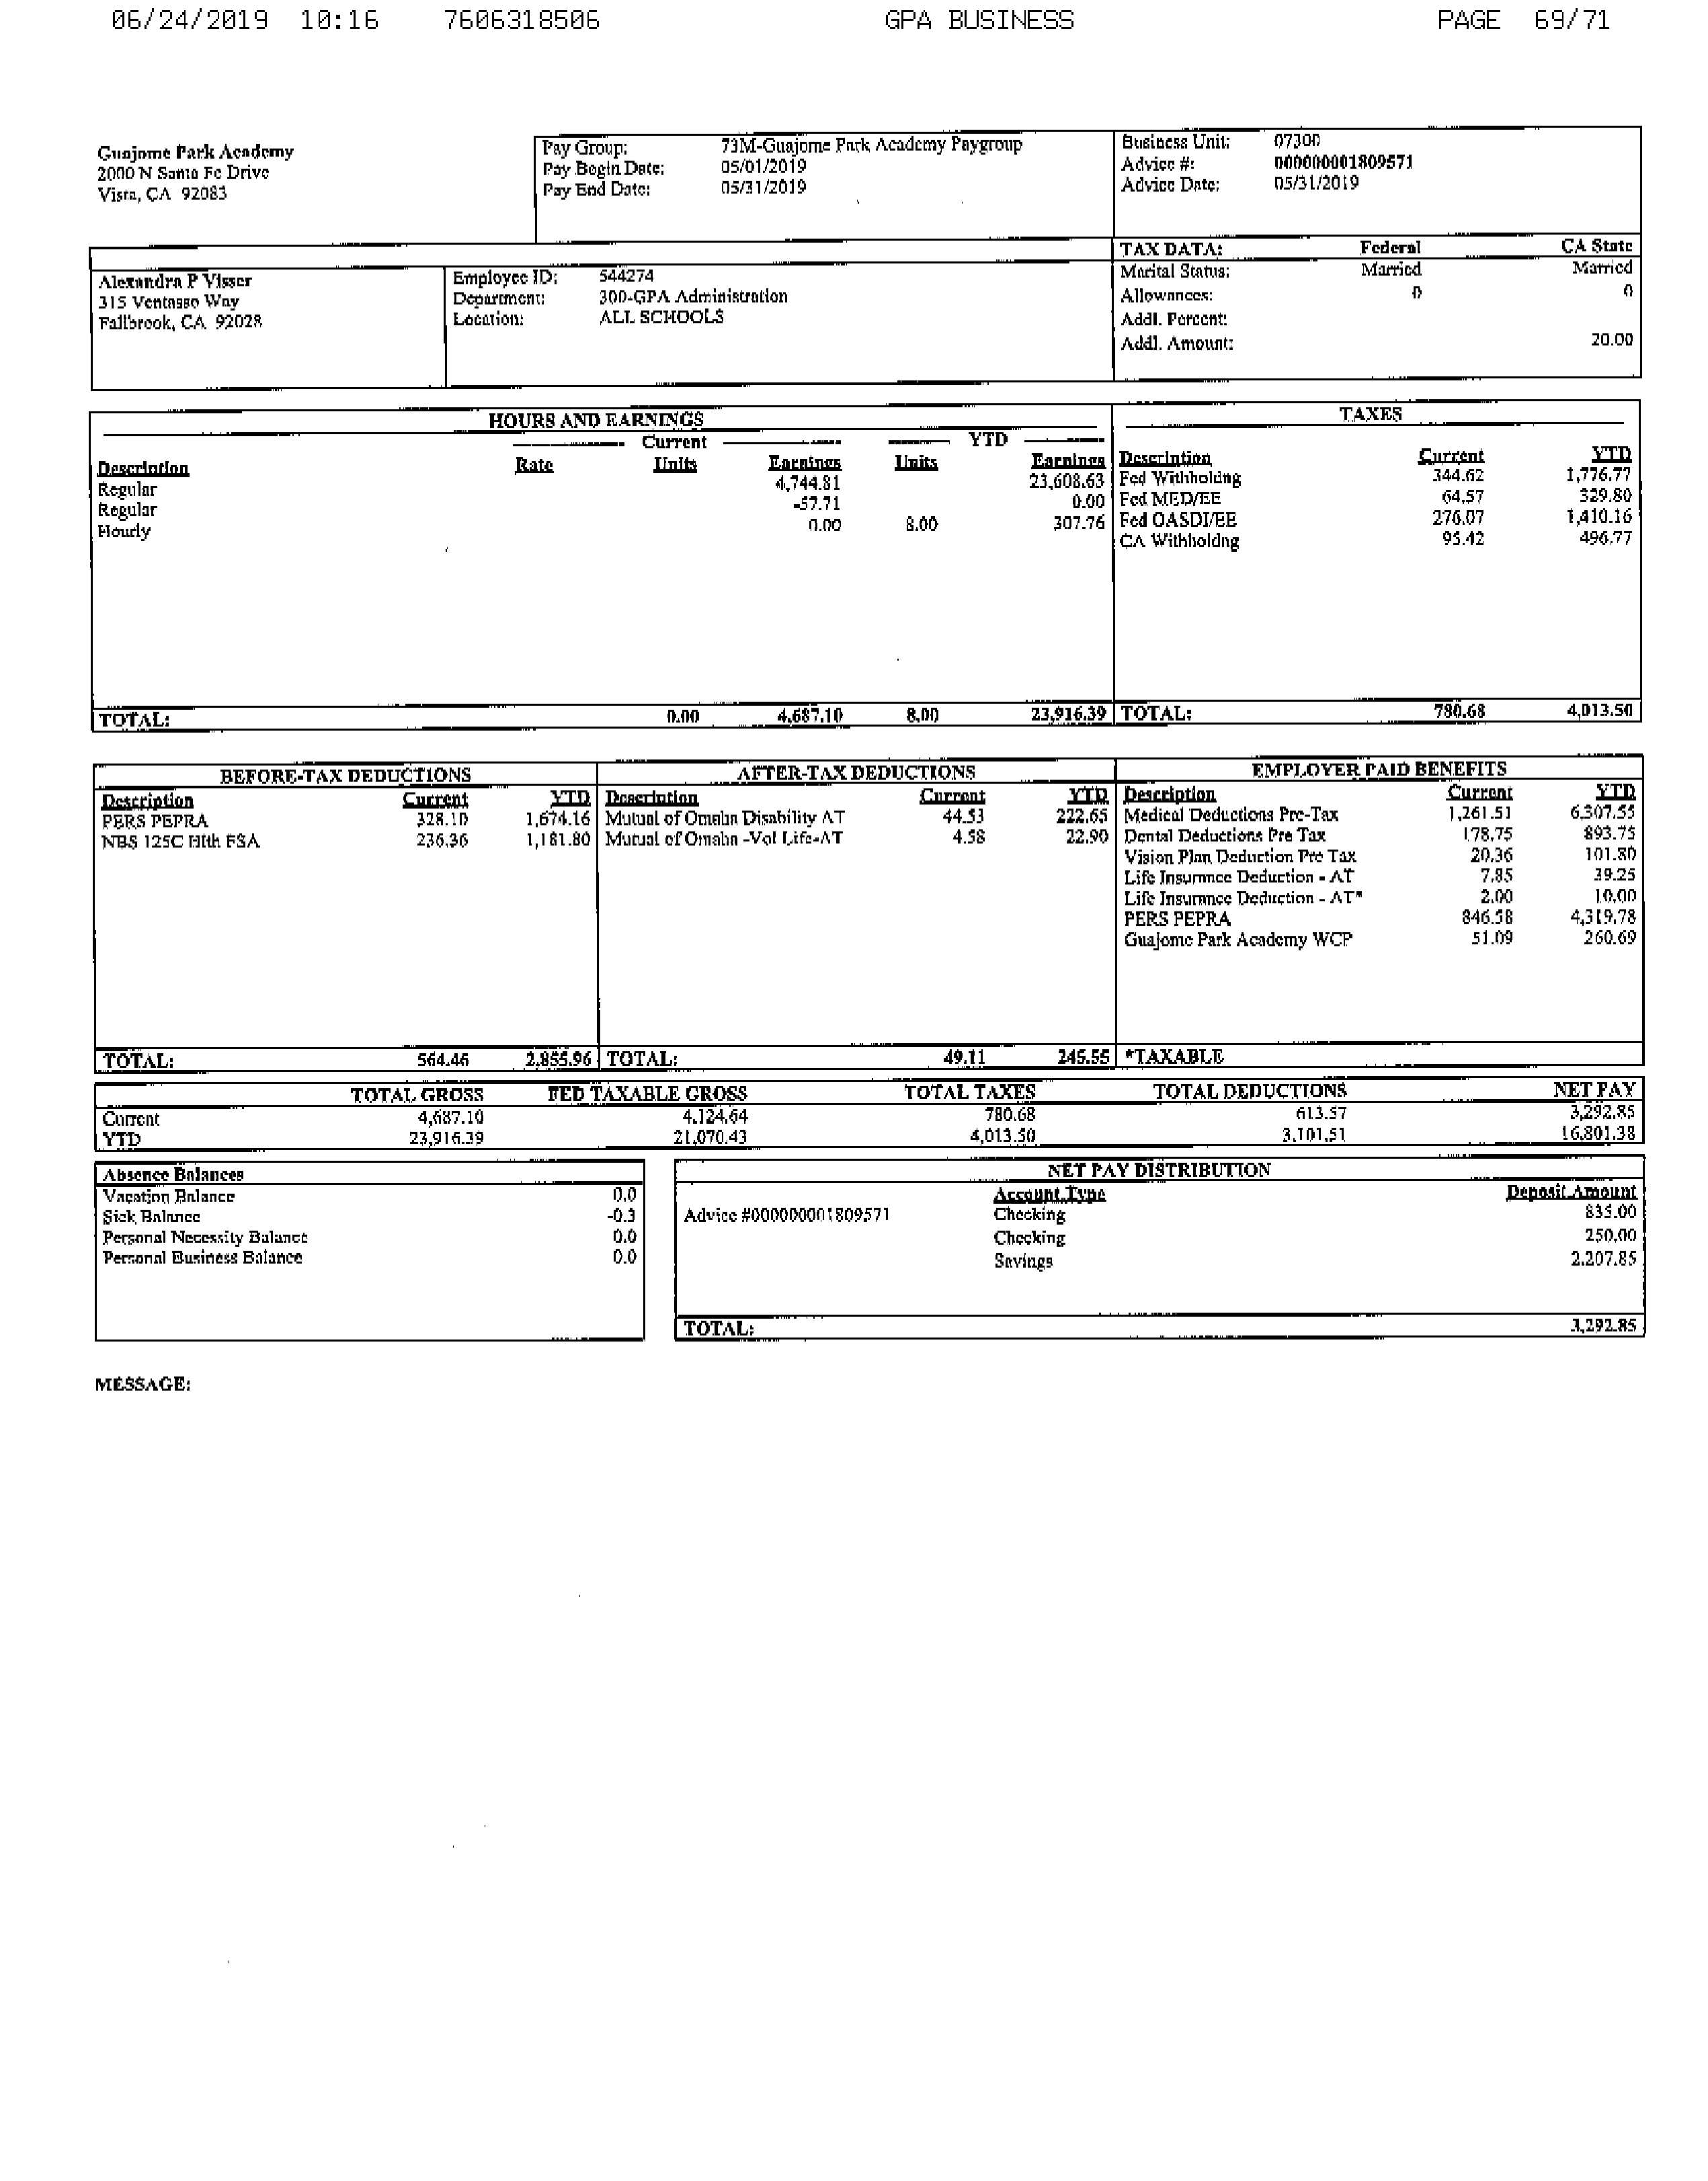 06/24/2019 10:16 7606318506 GPA BUSINESS PAGE 69/71
Guajome Park Academy
2000 N Santa Fe Drive
Vista, CA 92083
Pay Group: 73M-Guajome Park Academy Paygroup
Pay Begin Date: 05/01/2019
Pay End Date: 05/31/2019
Business Unit: 07300
Advice #: 000000001809571
Advice Date: 05/31/2019
Alexandra P Visser
315 Ventasso Way
Fallbrook, CA 92028
Employee ID: 544274
Department: 300-GPA Administration
Location: ALL SCHOOLS
TAX DATA: Federal CA State
Marital Status: Married Married
Allowances: 0 0
Addl. Percent:
Addl. Amount: 20.00
HOURS AND EARNINGS
Current YTD
Description Rate Units Earnings Units Earnings
Regular 4,744.81 23,608.63
Regular -57.71 0.00
Hourly 0.00 8.00 307.76
TOTAL: 0.00 4,687.10 8.00 23,916.39
TAXES
Description Current YTD
Fed Withholdng 344.62 1,776.77
Fed MED/EE 64.57 329.80
Fed OASDI/EE 276.07 1,410.16
CA Withholdng 95.42 496.77
TOTAL: 780.68 4,013.50
BEFORE-TAX DEDUCTIONS
Description Current YTD
PERS PEPRA 328.10 1,674.16
NBS 125C Hlth FSA 236.36 1,181.80
TOTAL: 564.46 2,855.96
AFTER-TAX DEDUCTIONS
Description Current YTD
Mutual of Omaha Disability AT 44.53 222.65
Mutual of Omaha -Vol Life-AT 4.58 22.90
TOTAL: 49.11 245.55
EMPLOYER PAID BENEFITS
Description Current YTD
Medical Deductions Pre-Tax 1,261.51 6,307.55
Dental Deductions Pre Tax 178.75 893.75
Vision Plan Deduction Pre Tax 20.36 101.80
Life Insurance Deduction - AT 7.85 39.25
Life Insurance Deduction - AT* 2.00 10.00
PERS PEPRA 846.58 4,319.78
Guajome Park Academy WCP 51.09 260.69
*TAXABLE
TOTAL GROSS FED TAXABLE GROSS TOTAL TAXES TOTAL DEDUCTIONS NET PAY
Current 4,687.10 4,124.64 780.68 613.57 3,292.85
YTD 23,916.39 21,070.43 4,013.50 3,101.51 16,801.38
Absence Balances
Vacation Balance 0.0
Sick Balance -0.3
Personal Necessity Balance 0.0
Personal Business Balance 0.0
NET PAY DISTRIBUTION
Account Type Deposit Amount
Advice #000000001809571 Checking 835.00
Checking 250.00
Savings 2,207.85
TOTAL: 3,292.85
MESSAGE: